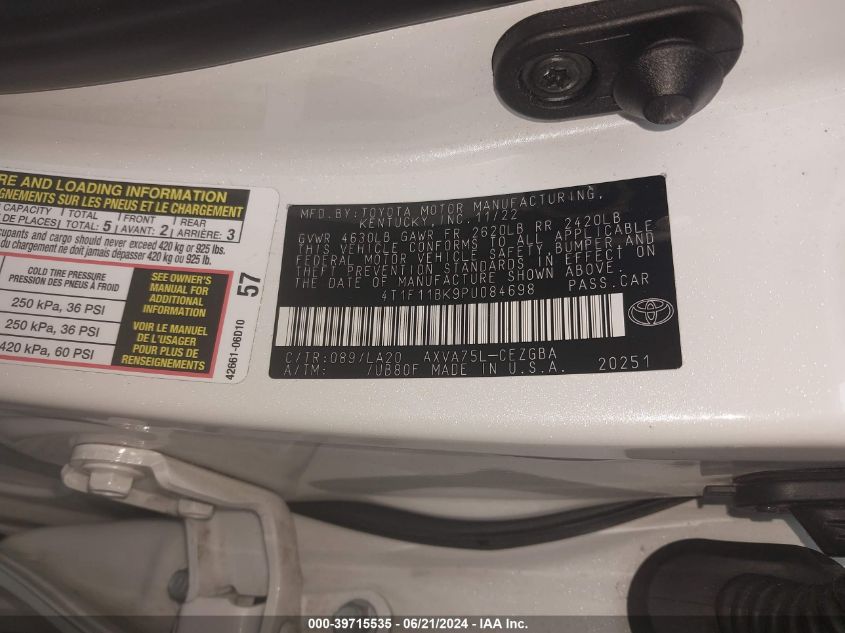 RE AND LOADING INFORMATION
GNEMENTS SUR LES PNEUS ET LE CHARGEMENT
CAPACITY TOTAL: 5 FRONT 2 REAR 3
DE PLACES: AVANT: ARRIÈRE:
cupants and cargo should never exceed 420 kg or 925 lbs.
du chargement ne doit jamais dépasser 420 kg ou 925 lb.
COLD TIRE PRESSURE
PRESSION DES PNEUS À FROID
250 kPa, 36 PSI
250 kPa, 36 PSI
420 kPa, 60 PSI
SEE OWNER'S
MANUAL FOR
ADDITIONAL
INFORMATION
VOIR LE MANUEL
DE L'USAGER
POUR PLUS DE
RENSEIGNEMENTS
57
42661-06D10
MFD. BY: TOYOTA MOTOR MANUFACTURING,
KENTUCKY, INC. 11/22
GVWR 4630LB GAWR FR 2620LB RR 2420LB
THIS VEHICLE CONFORMS TO ALL APPLICABLE
FEDERAL MOTOR VEHICLE SAFETY, BUMPER AND
THEFT PREVENTION STANDARDS IN EFFECT ON
THE DATE OF MANUFACTURE SHOWN ABOVE.
4T1F11BK9PU084698 PASS.CAR
C/TR:089/LA20 AXVA75L-CEZGBA
A/TM: /UB80F MADE IN U.S.A. 20251
000-39715535 - 06/21/2024 - IAA Inc.